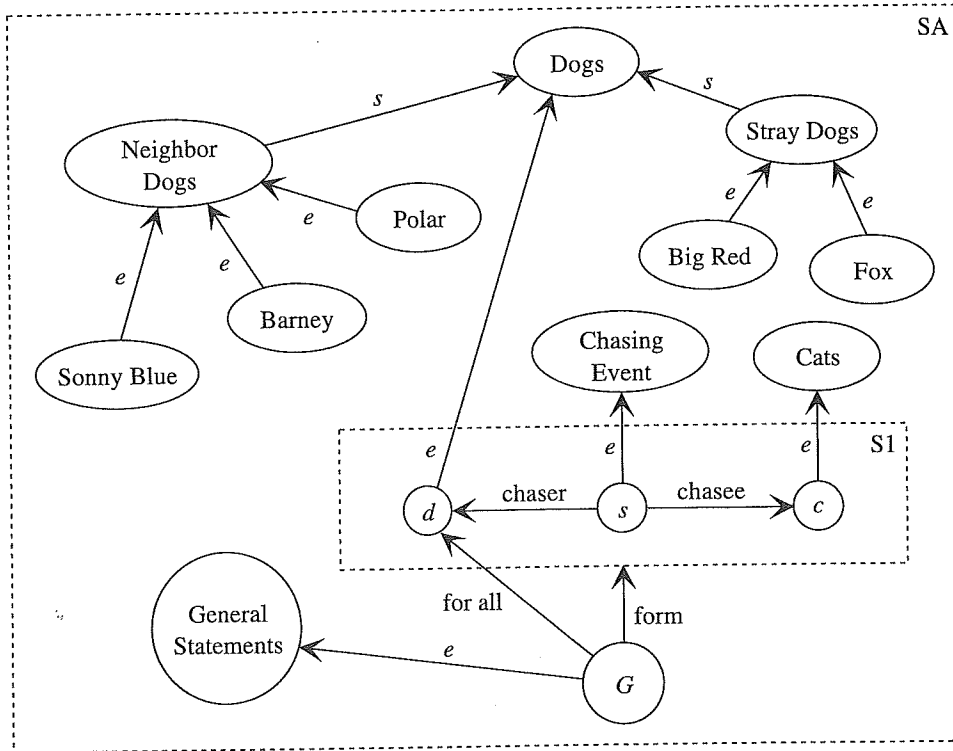 SA
Dogs
s
s
Neighbor
Dogs
Stray Dogs
e
Polar
e
e
Big Red
Fox
e
e
Barney
Sonny Blue
Chasing
Event
Cats
S1
e
e
e
d
chaser
s
chasee
c
for all
form
General
Statements
e
G